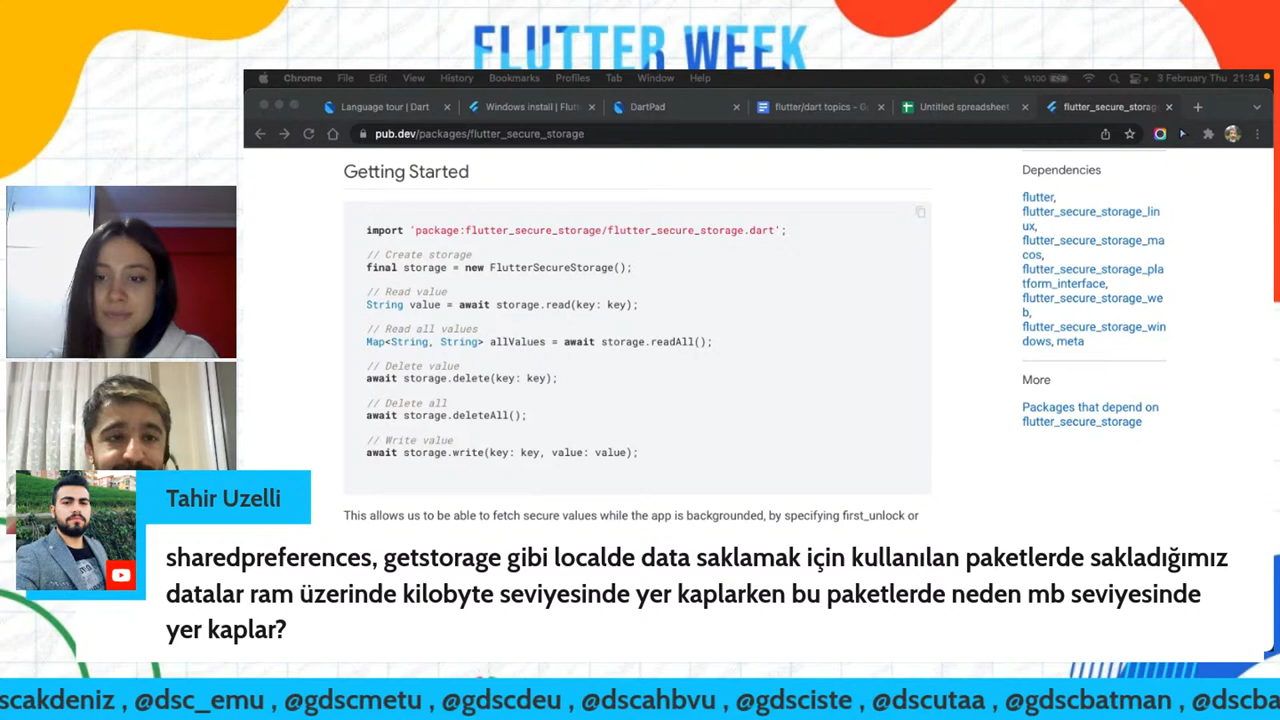 FLUTTER WEEK
Chrome File Edit View History Bookmarks Profiles Tab Window Help
%100
3 February Thu 21:34
Language tour | Dart
Windows install | Flutt
DartPad
flutter/dart topics - G
Untitled spreadsheet
flutter_secure_storag
pub.dev/packages/flutter_secure_storage
Getting Started
import 'package:flutter_secure_storage/flutter_secure_storage.dart';
// Create storage
final storage = new FlutterSecureStorage();
// Read value
String value = await storage.read(key: key);
// Read all values
Map<String, String> allValues = await storage.readAll();
// Delete value
await storage.delete(key: key);
// Delete all
await storage.deleteAll();
// Write value
await storage.write(key: key, value: value);
This allows us to be able to fetch secure values while the app is backgrounded, by specifying first_unlock or
Dependencies
flutter,
flutter_secure_storage_lin
ux,
flutter_secure_storage_ma
cos,
flutter_secure_storage_pla
tform_interface,
flutter_secure_storage_we
b,
flutter_secure_storage_win
dows, meta
More
Packages that depend on
flutter_secure_storage
Tahir Uzelli
sharedpreferences, getstorage gibi localde data saklamak için kullanılan paketlerde sakladığımız
datalar ram üzerinde kilobyte seviyesinde yer kaplarken bu paketlerde neden mb seviyesinde
yer kaplar?
scakdeniz , @dsc_emu , @gdscmetu , @gdscdeu , @dscahbvu , @gdsciste , @dscutaa , @gdscbatman , @dscba